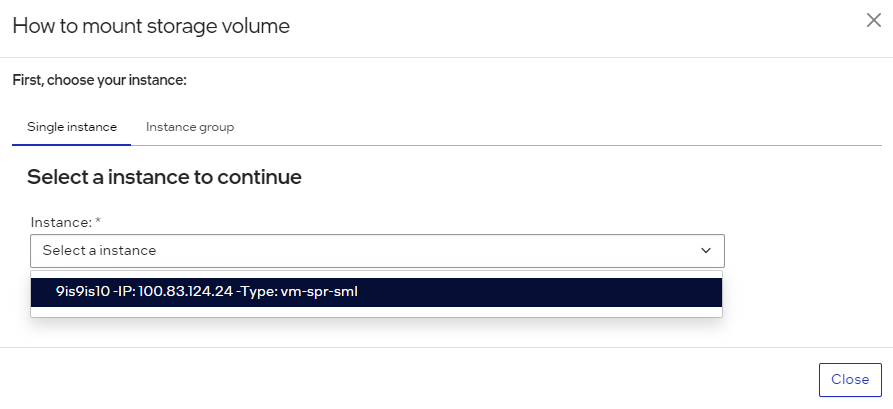 How to mount storage volume
First, choose your instance:
Single instance
Instance group
Select a instance to continue
Instance: *
Select a instance
9is9is10 -IP: 100.83.124.24 -Type: vm-spr-sml
Close